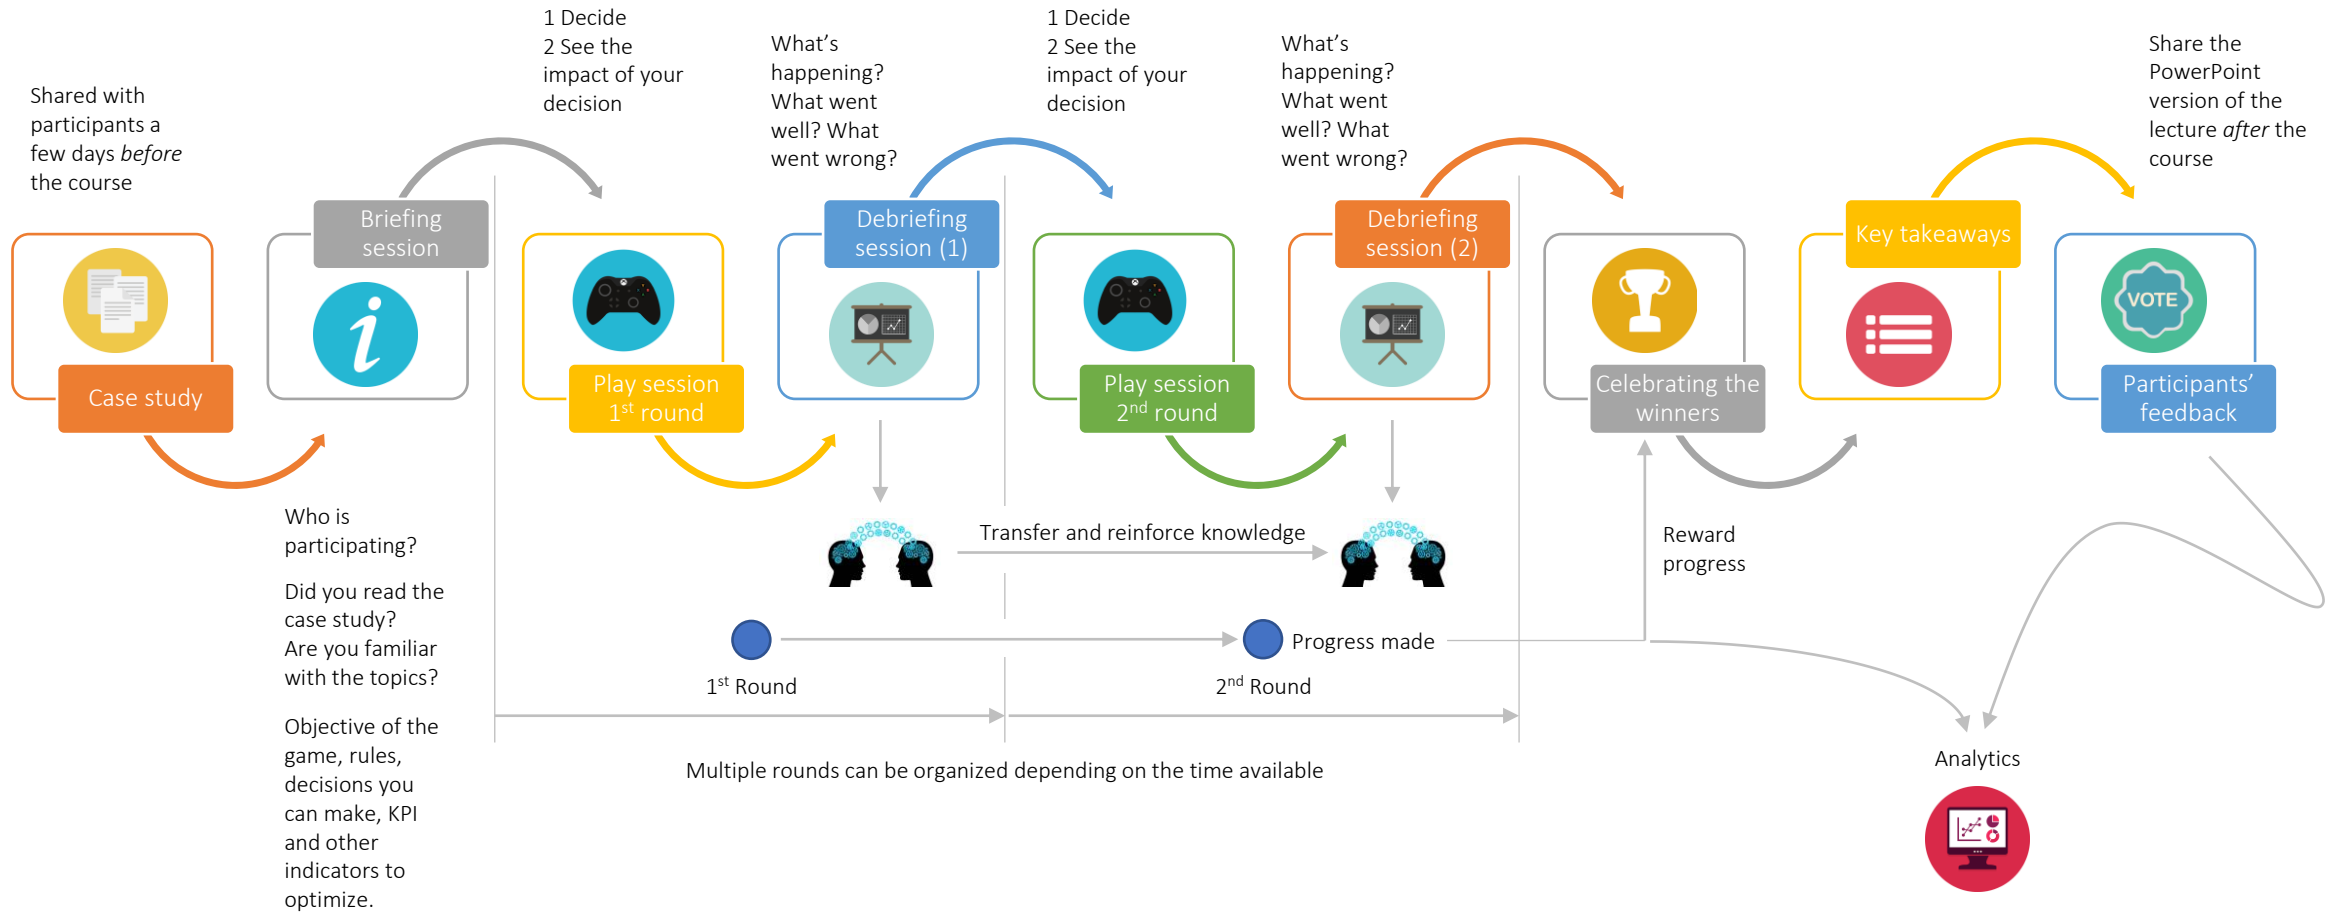 Shared with
participants a
few days before
the course
Case study
Briefing
session
Who is
participating?
Did you read the
case study?
Are you familiar
with the topics?
Objective of the
game, rules,
decisions you
can make, KPI
and other
indicators to
optimize.
1 Decide
2 See the
impact of your
decision
Play session
1st round
What's
happening?
What went
well? What
went wrong?
Debriefing
session (1)
1 Decide
2 See the
impact of your
decision
Play session
2nd round
What's
happening?
What went
well? What
went wrong?
Debriefing
session (2)
Transfer and reinforce knowledge
1st Round
2nd Round
Progress made
Multiple rounds can be organized depending on the time available
Celebrating the
winners
Reward
progress
Key takeaways
Share the
PowerPoint
version of the
lecture after the
course
VOTE
Participants'
feedback
Analytics